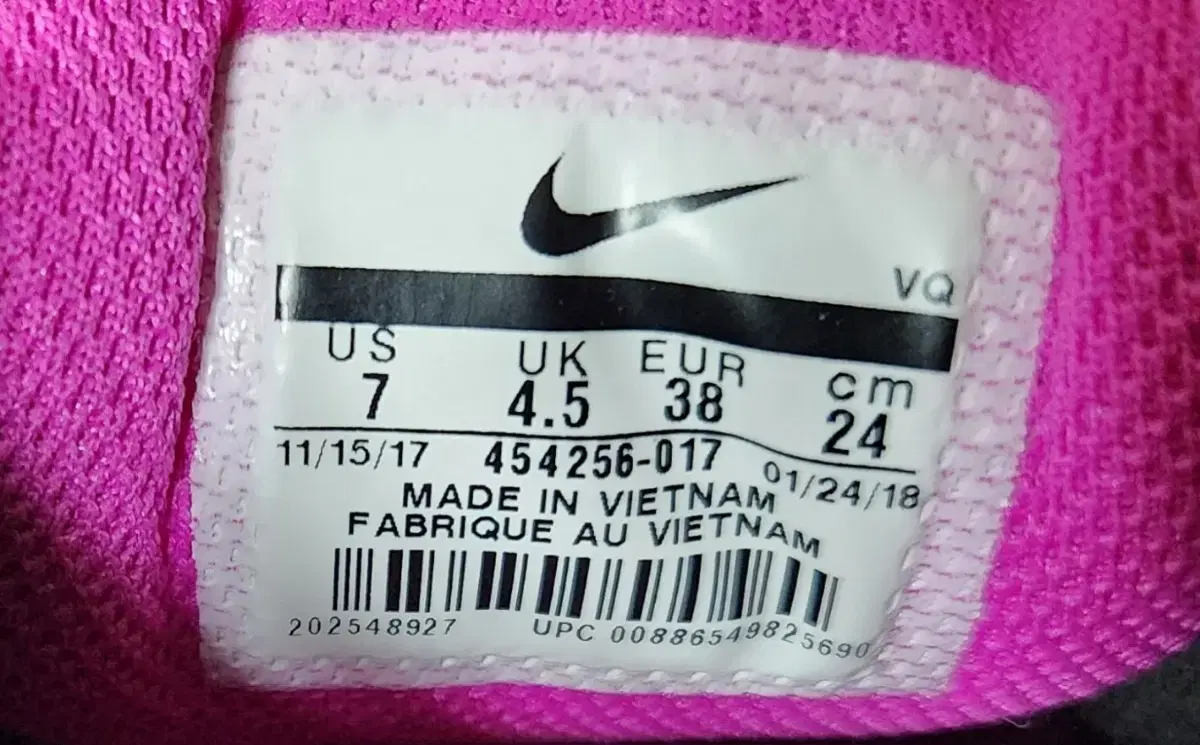 VQ
US UK EUR cm
7 4.5 38 24
11/15/17 454256-017 01/24/18
MADE IN VIETNAM
FABRIQUE AU VIETNAM
202548927 UPC 00886549825690